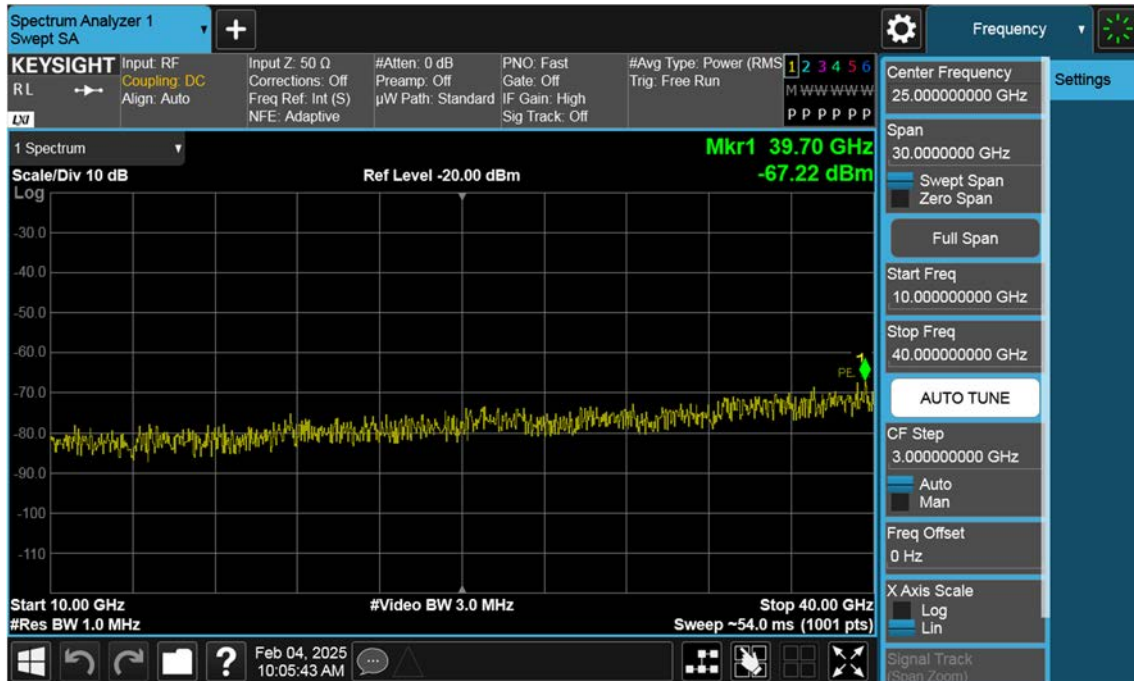 Spectrum Analyzer 1
Swept SA
Frequency
KEYSIGHT
RL
LXI
Input: RF
Coupling: DC
Align: Auto
Input Z: 50 Ω
Corrections: Off
Freq Ref: Int (S)
NFE: Adaptive
#Atten: 0 dB
Preamp: Off
µW Path: Standard
PNO: Fast
Gate: Off
IF Gain: High
Sig Track: Off
#Avg Type: Power (RMS
Trig: Free Run
1 2 3 4 5 6
M W W W W W
P P P P P P
1 Spectrum
Scale/Div 10 dB
Log
Ref Level -20.00 dBm
Mkr1 39.70 GHz
-67.22 dBm
-30.0
-40.0
-50.0
-60.0
-70.0
-80.0
-90.0
-100
-110
1
PE
Start 10.00 GHz
#Res BW 1.0 MHz
#Video BW 3.0 MHz
Stop 40.00 GHz
Sweep ~54.0 ms (1001 pts)
Feb 04, 2025
10:05:43 AM
Center Frequency
25.000000000 GHz
Span
30.0000000 GHz
Swept Span
Zero Span
Full Span
Start Freq
10.000000000 GHz
Stop Freq
40.000000000 GHz
AUTO TUNE
CF Step
3.000000000 GHz
Auto
Man
Freq Offset
0 Hz
X Axis Scale
Log
Lin
Signal Track
(Span Zoom)
Settings